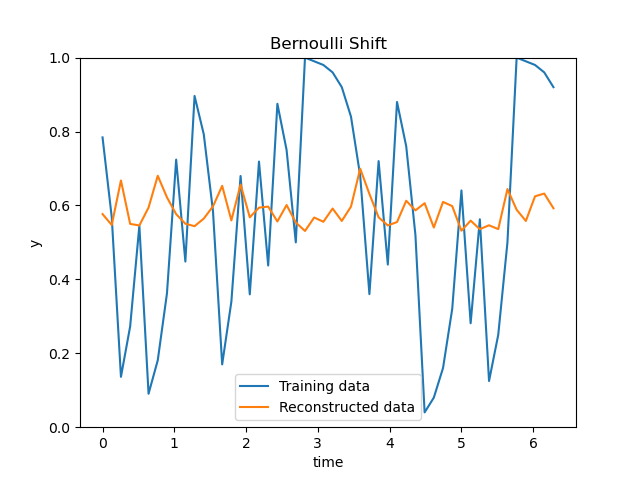 Bernoulli Shift
1.0
0.8
0.6
0.4
0.2
0.0
y
Training data
Reconstructed data
0 1 2 3 4 5 6
time